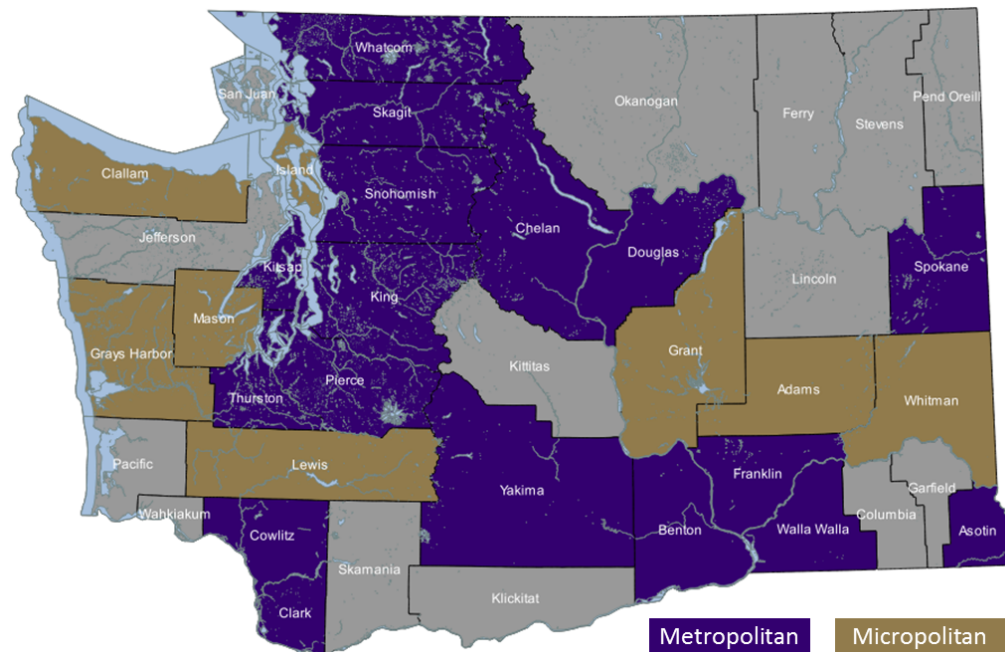 Whatcom
San Juan
Skagit
Okanogan
Ferry
Stevens
Pend Oreill
Clallam
Island
Snohomish
Chelan
Douglas
Jefferson
Kitsap
King
Lincoln
Spokane
Mason
Grays Harbor
Grant
Kittitas
Pierce
Thurston
Adams
Whitman
Pacific
Lewis
Yakima
Franklin
Garfield
Wahkiakum
Cowlitz
Benton
Walla Walla
Columbia
Asotin
Skamania
Klickitat
Clark
Metropolitan
Micropolitan